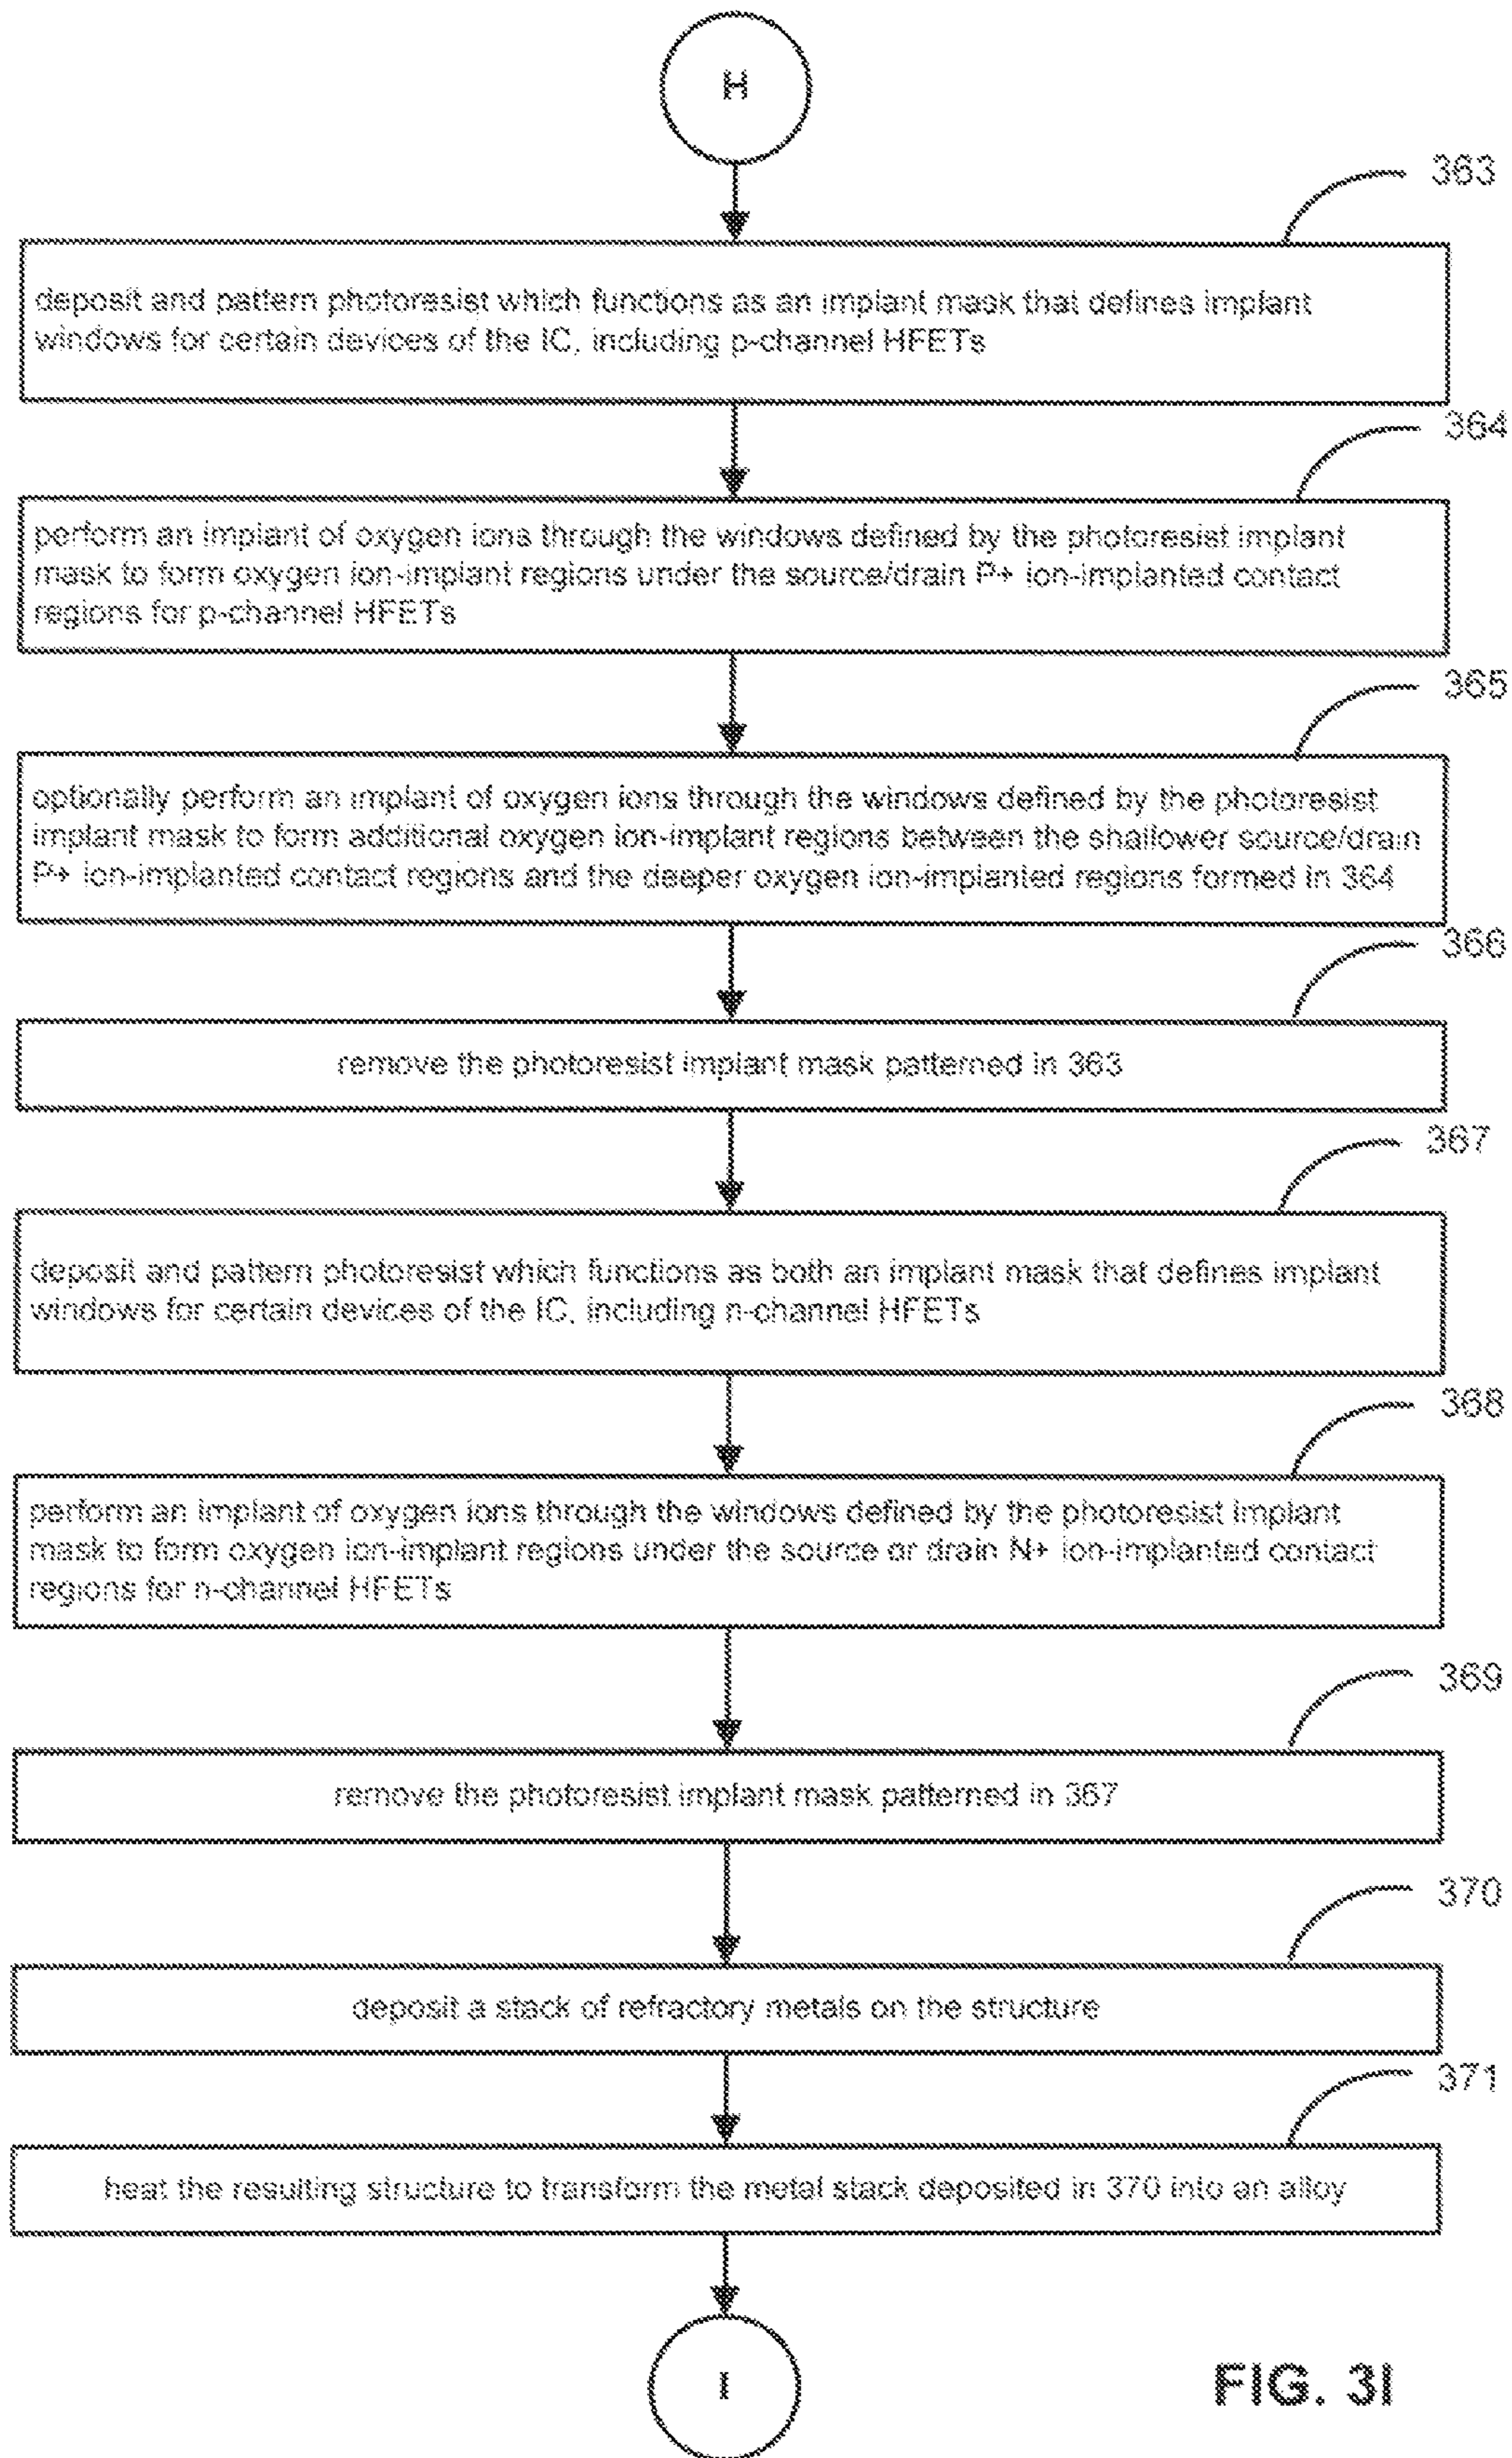 H
363
deposit and pattern photoresist which functions as an implant mask that defines implant
windows for certain devices of the IC, including p-channel HFETs
364
perform an implant of oxygen ions through the windows defined by the photoresist implant
mask to form oxygen ion-implant regions under the source/drain P+ ion-implanted contact
regions for p-channel HFETs
365
optionally perform an implant of oxygen ions through the windows defined by the photoresist
implant mask to form additional oxygen ion-implant regions between the shallower source/drain
P+ ion-implanted contact regions and the deeper oxygen ion-implanted regions formed in 364
366
remove the photoresist implant mask patterned in 363
367
deposit and pattern photoresist which functions as both an implant mask that defines implant
windows for certain devices of the IC, including n-channel HFETs
368
perform an implant of oxygen ions through the windows defined by the photoresist implant
mask to form oxygen ion-implant regions under the source or drain N+ ion-implanted contact
regions for n-channel HFETs
369
remove the photoresist implant mask patterned in 367
370
deposit a stack of refractory metals on the structure
371
heat the resulting structure to transform the metal stack deposited in 370 into an alloy
I
FIG. 3I